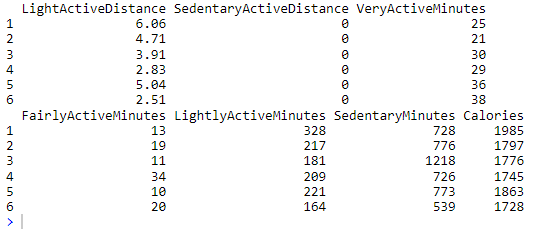 LightActiveDistance SedentaryActiveDistance VeryActiveMinutes
1                6.06                       0                25
2                4.71                       0                21
3                3.91                       0                30
4                2.83                       0                29
5                5.04                       0                36
6                2.51                       0                38
  FairlyActiveMinutes LightlyActiveMinutes SedentaryMinutes Calories
1                  13                  328              728     1985
2                  19                  217              776     1797
3                  11                  181             1218     1776
4                  34                  209              726     1745
5                  10                  221              773     1863
6                  20                  164              539     1728
>